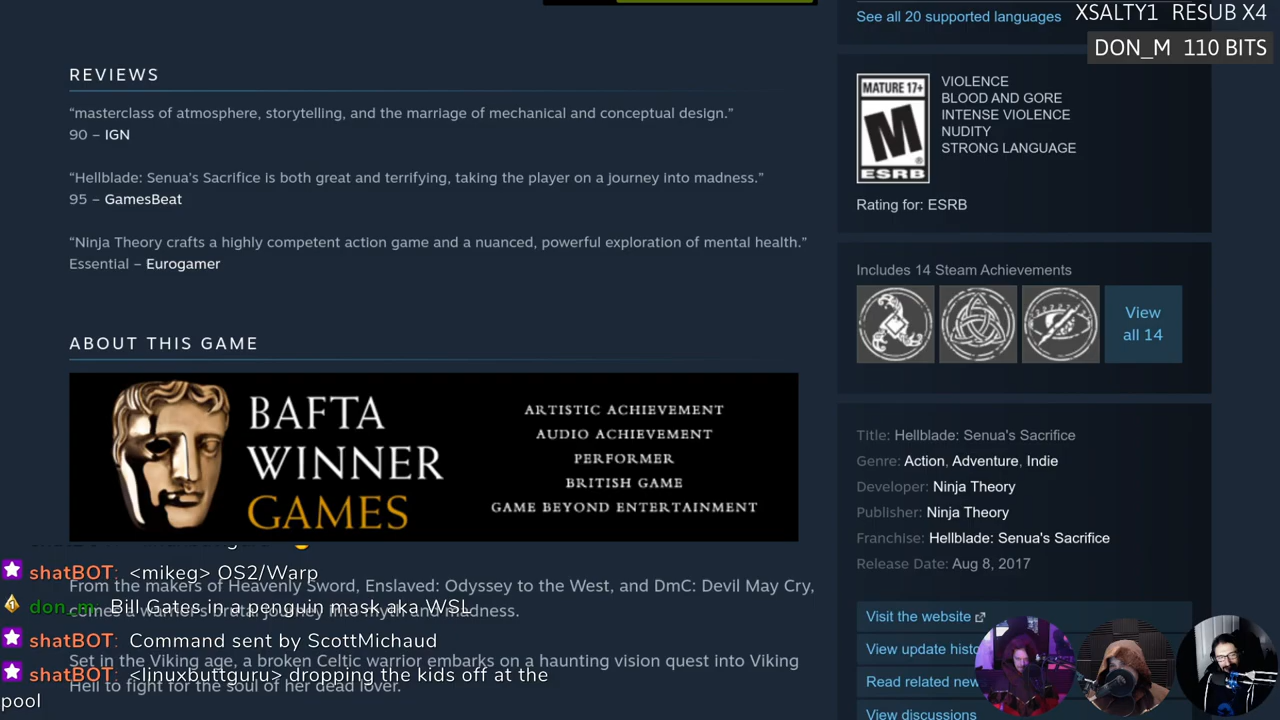 See all 20 supported languages
XSALTY1 RESUB X4
DON_M 110 BITS
REVIEWS
“masterclass of atmosphere, storytelling, and the marriage of mechanical and conceptual design.”
90 – IGN
“Hellblade: Senua's Sacrifice is both great and terrifying, taking the player on a journey into madness.”
95 – GamesBeat
“Ninja Theory crafts a highly competent action game and a nuanced, powerful exploration of mental health.”
Essential – Eurogamer
MATURE 17+
M
ESRB
VIOLENCE
BLOOD AND GORE
INTENSE VIOLENCE
NUDITY
STRONG LANGUAGE
Rating for: ESRB
Includes 14 Steam Achievements
View
all 14
ABOUT THIS GAME
BAFTA
WINNER
GAMES
ARTISTIC ACHIEVEMENT
AUDIO ACHIEVEMENT
PERFORMER
BRITISH GAME
GAME BEYOND ENTERTAINMENT
Title: Hellblade: Senua's Sacrifice
Genre: Action, Adventure, Indie
Developer: Ninja Theory
Publisher: Ninja Theory
Franchise: Hellblade: Senua's Sacrifice
Release Date: Aug 8, 2017
Visit the website
View update histo
Read related new
View discussions
shatBOT: <mikeg> OS2/Warp
From the makers of Heavenly Sword, Enslaved: Odyssey to the West, and DmC: Devil May Cry,
don_m: Bill Gates in a penguin mask aka WSL
comes a warrior's brutal journey into myth and madness.
shatBOT: Command sent by ScottMichaud
Set in the Viking age, a broken Celtic warrior embarks on a haunting vision quest into Viking
shatBOT: <linuxbuttguru> dropping the kids off at the
pool
Hell to fight for the soul of her dead lover.